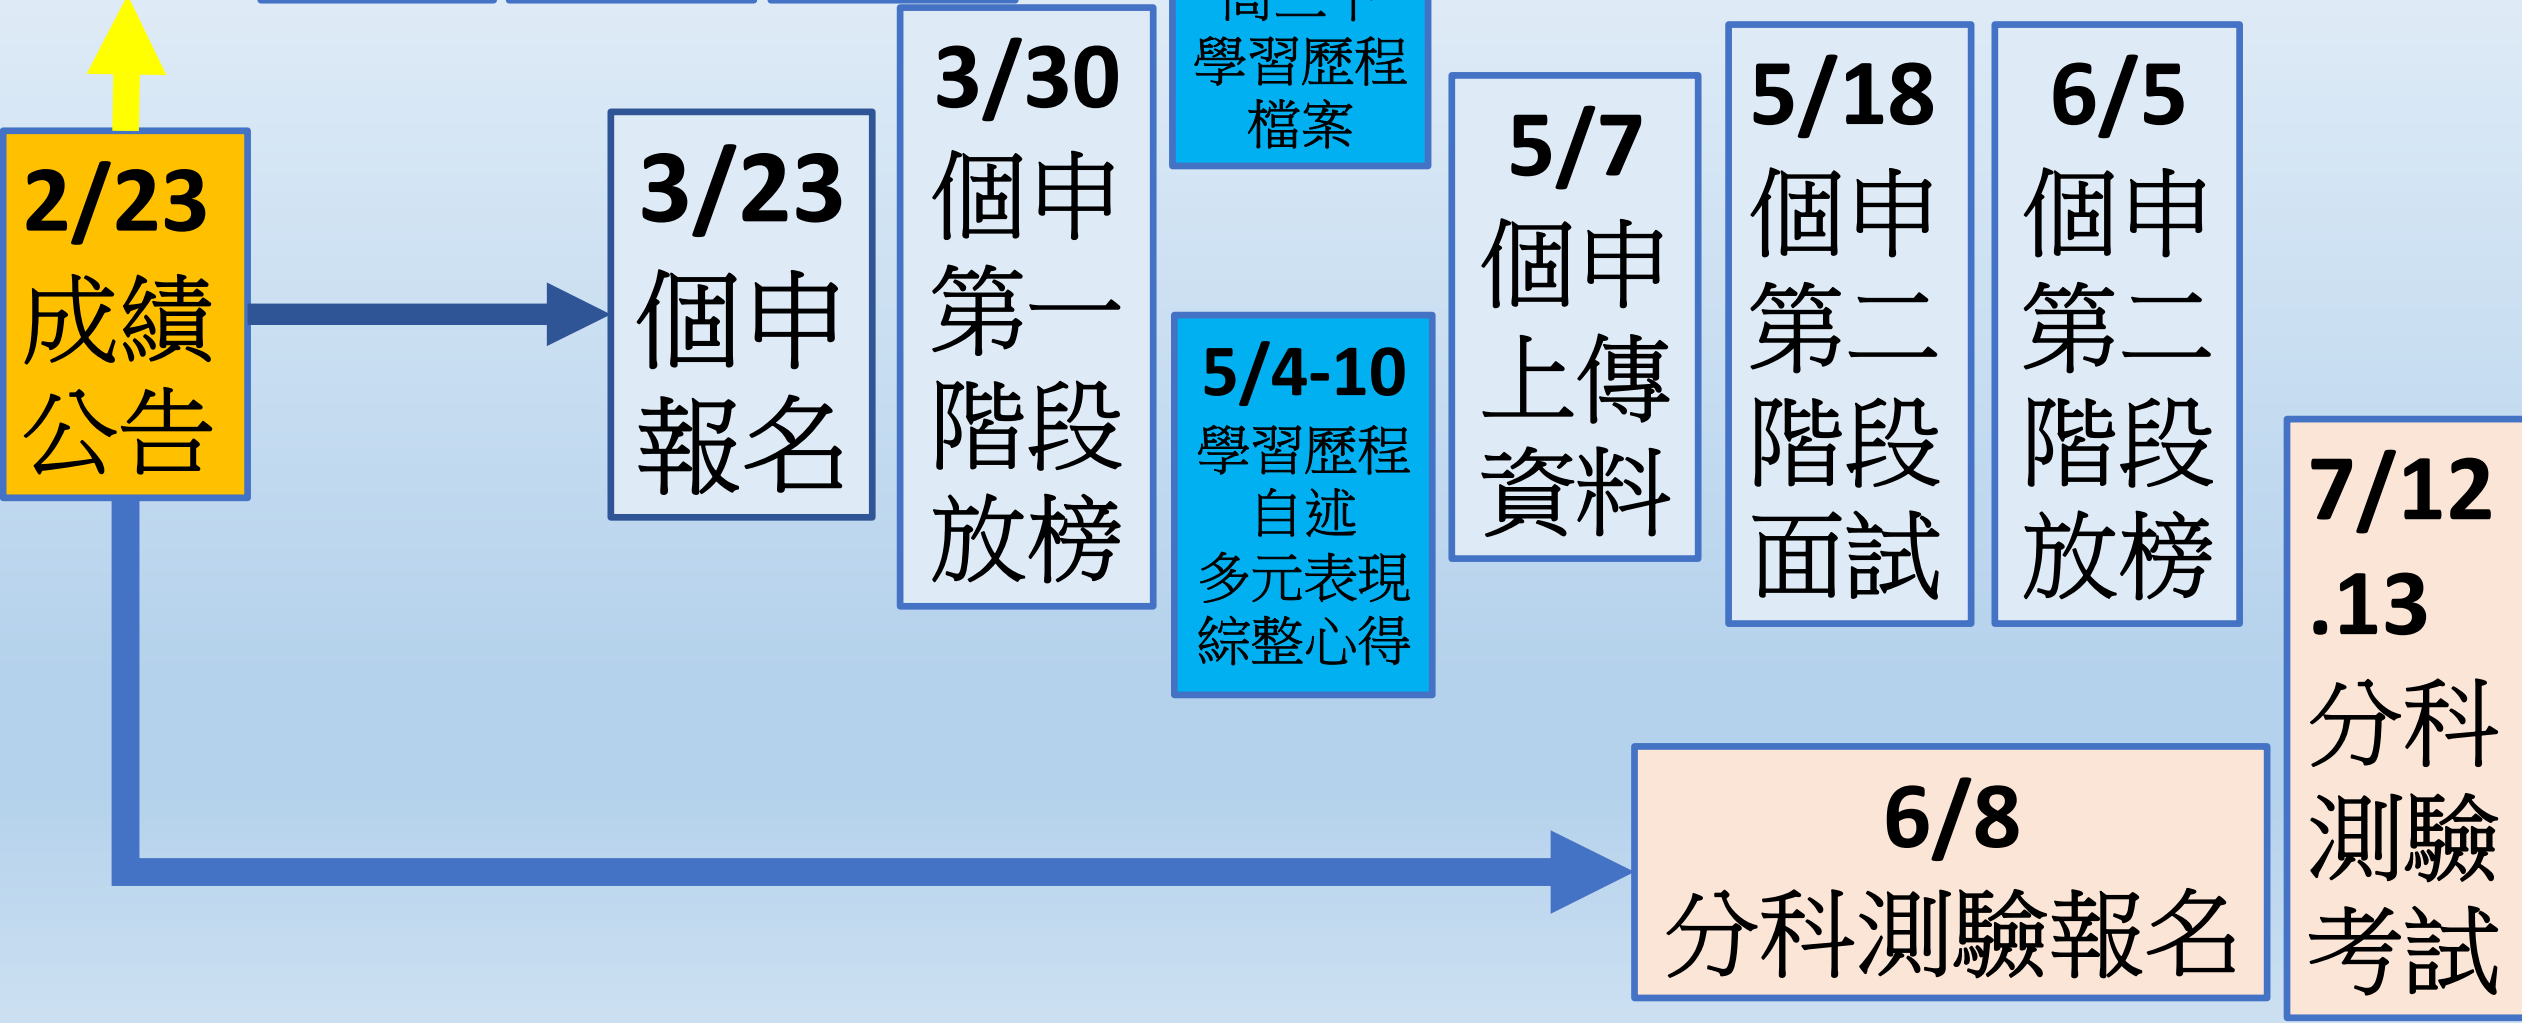 2/23
成績
公告
3/23
個申
報名
3/30
個申
第一
階段
放榜
學習歷程
檔案
5/4-10
學習歷程
自述
多元表現
綜整心得
5/7
個申
上傳
資料
5/18
個申
第二
階段
面試
6/5
個申
第二
階段
放榜
6/8
分科測驗報名
7/12
.13
分科
測驗
考試